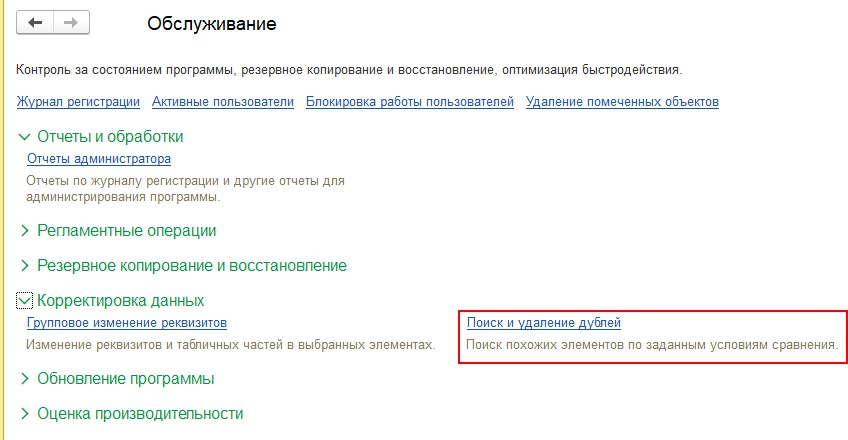 Обслуживание
Контроль за состоянием программы, резервное копирование и восстановление, оптимизация быстродействия.
Журнал регистрации Активные пользователи Блокировка работы пользователей Удаление помеченных объектов
Отчеты и обработки
Отчеты администратора
Отчеты по журналу регистрации и другие отчеты для
администрирования программы.
Регламентные операции
Резервное копирование и восстановление
Корректировка данных
Групповое изменение реквизитов Поиск и удаление дублей
Изменение реквизитов и табличных частей в выбранных элементах. Поиск похожих элементов по заданным условиям сравнения.
Обновление программы
Оценка производительности